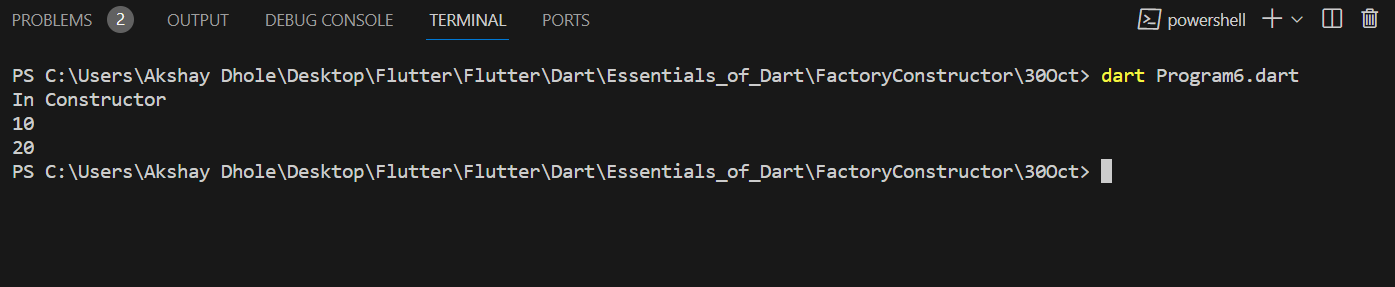 PROBLEMS 2 OUTPUT DEBUG CONSOLE TERMINAL PORTS powershell
PS C:\Users\Akshay Dhole\Desktop\Flutter\Flutter\Dart\Essentials_of_Dart\FactoryConstructor\30Oct> dart Program6.dart
In Constructor
10
20
PS C:\Users\Akshay Dhole\Desktop\Flutter\Flutter\Dart\Essentials_of_Dart\FactoryConstructor\30Oct>